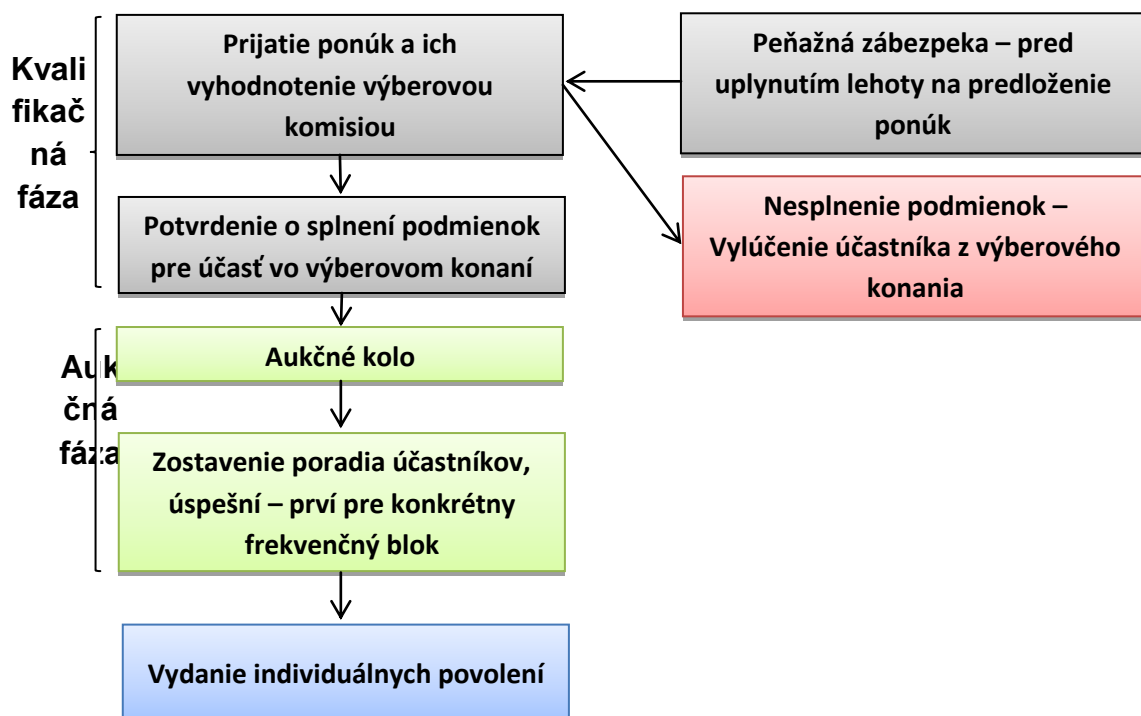 Kvali
fikač
ná
fáza
Prijatie ponúk a ich
vyhodnotenie výberovou
komisiou
Peňažná zábezpeka – pred
uplynutím lehoty na predloženie
ponúk
Potvrdenie o splnení podmienok
pre účasť vo výberovom konaní
Nesplnenie podmienok –
Vylúčenie účastníka z výberového
konania
Auk
čná
fáza
Aukčné kolo
Zostavenie poradia účastníkov,
úspešní – prví pre konkrétny
frekvenčný blok
Vydanie individuálnych povolení